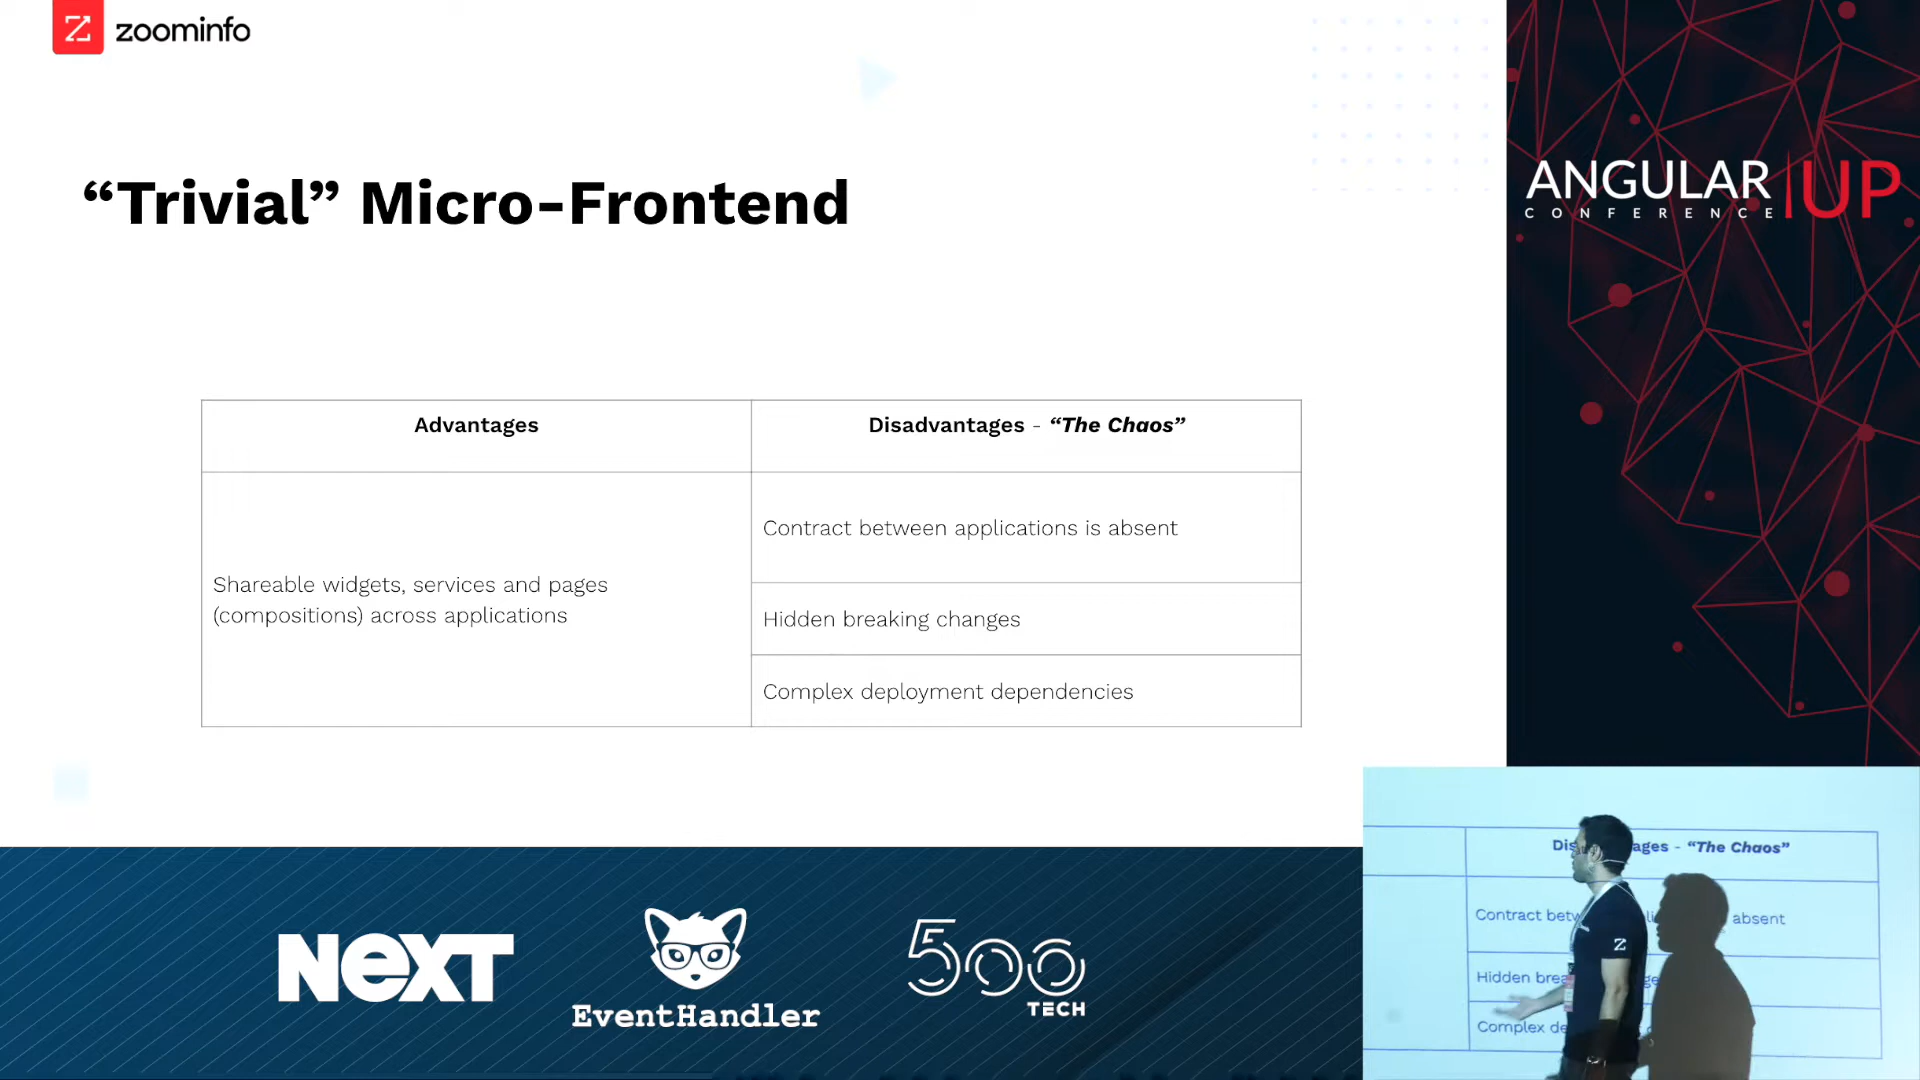 zoominfo
“Trivial” Micro-Frontend
ANGULAR UP
CONFERENCE
Advantages
Disadvantages - “The Chaos”
Shareable widgets, services and pages
(compositions) across applications
Contract between applications is absent
Hidden breaking changes
Complex deployment dependencies
NEXT
EventHandler
500
TECH
Dis ages - “The Chaos”
Contract betw absent
Hidden brea
Complex de